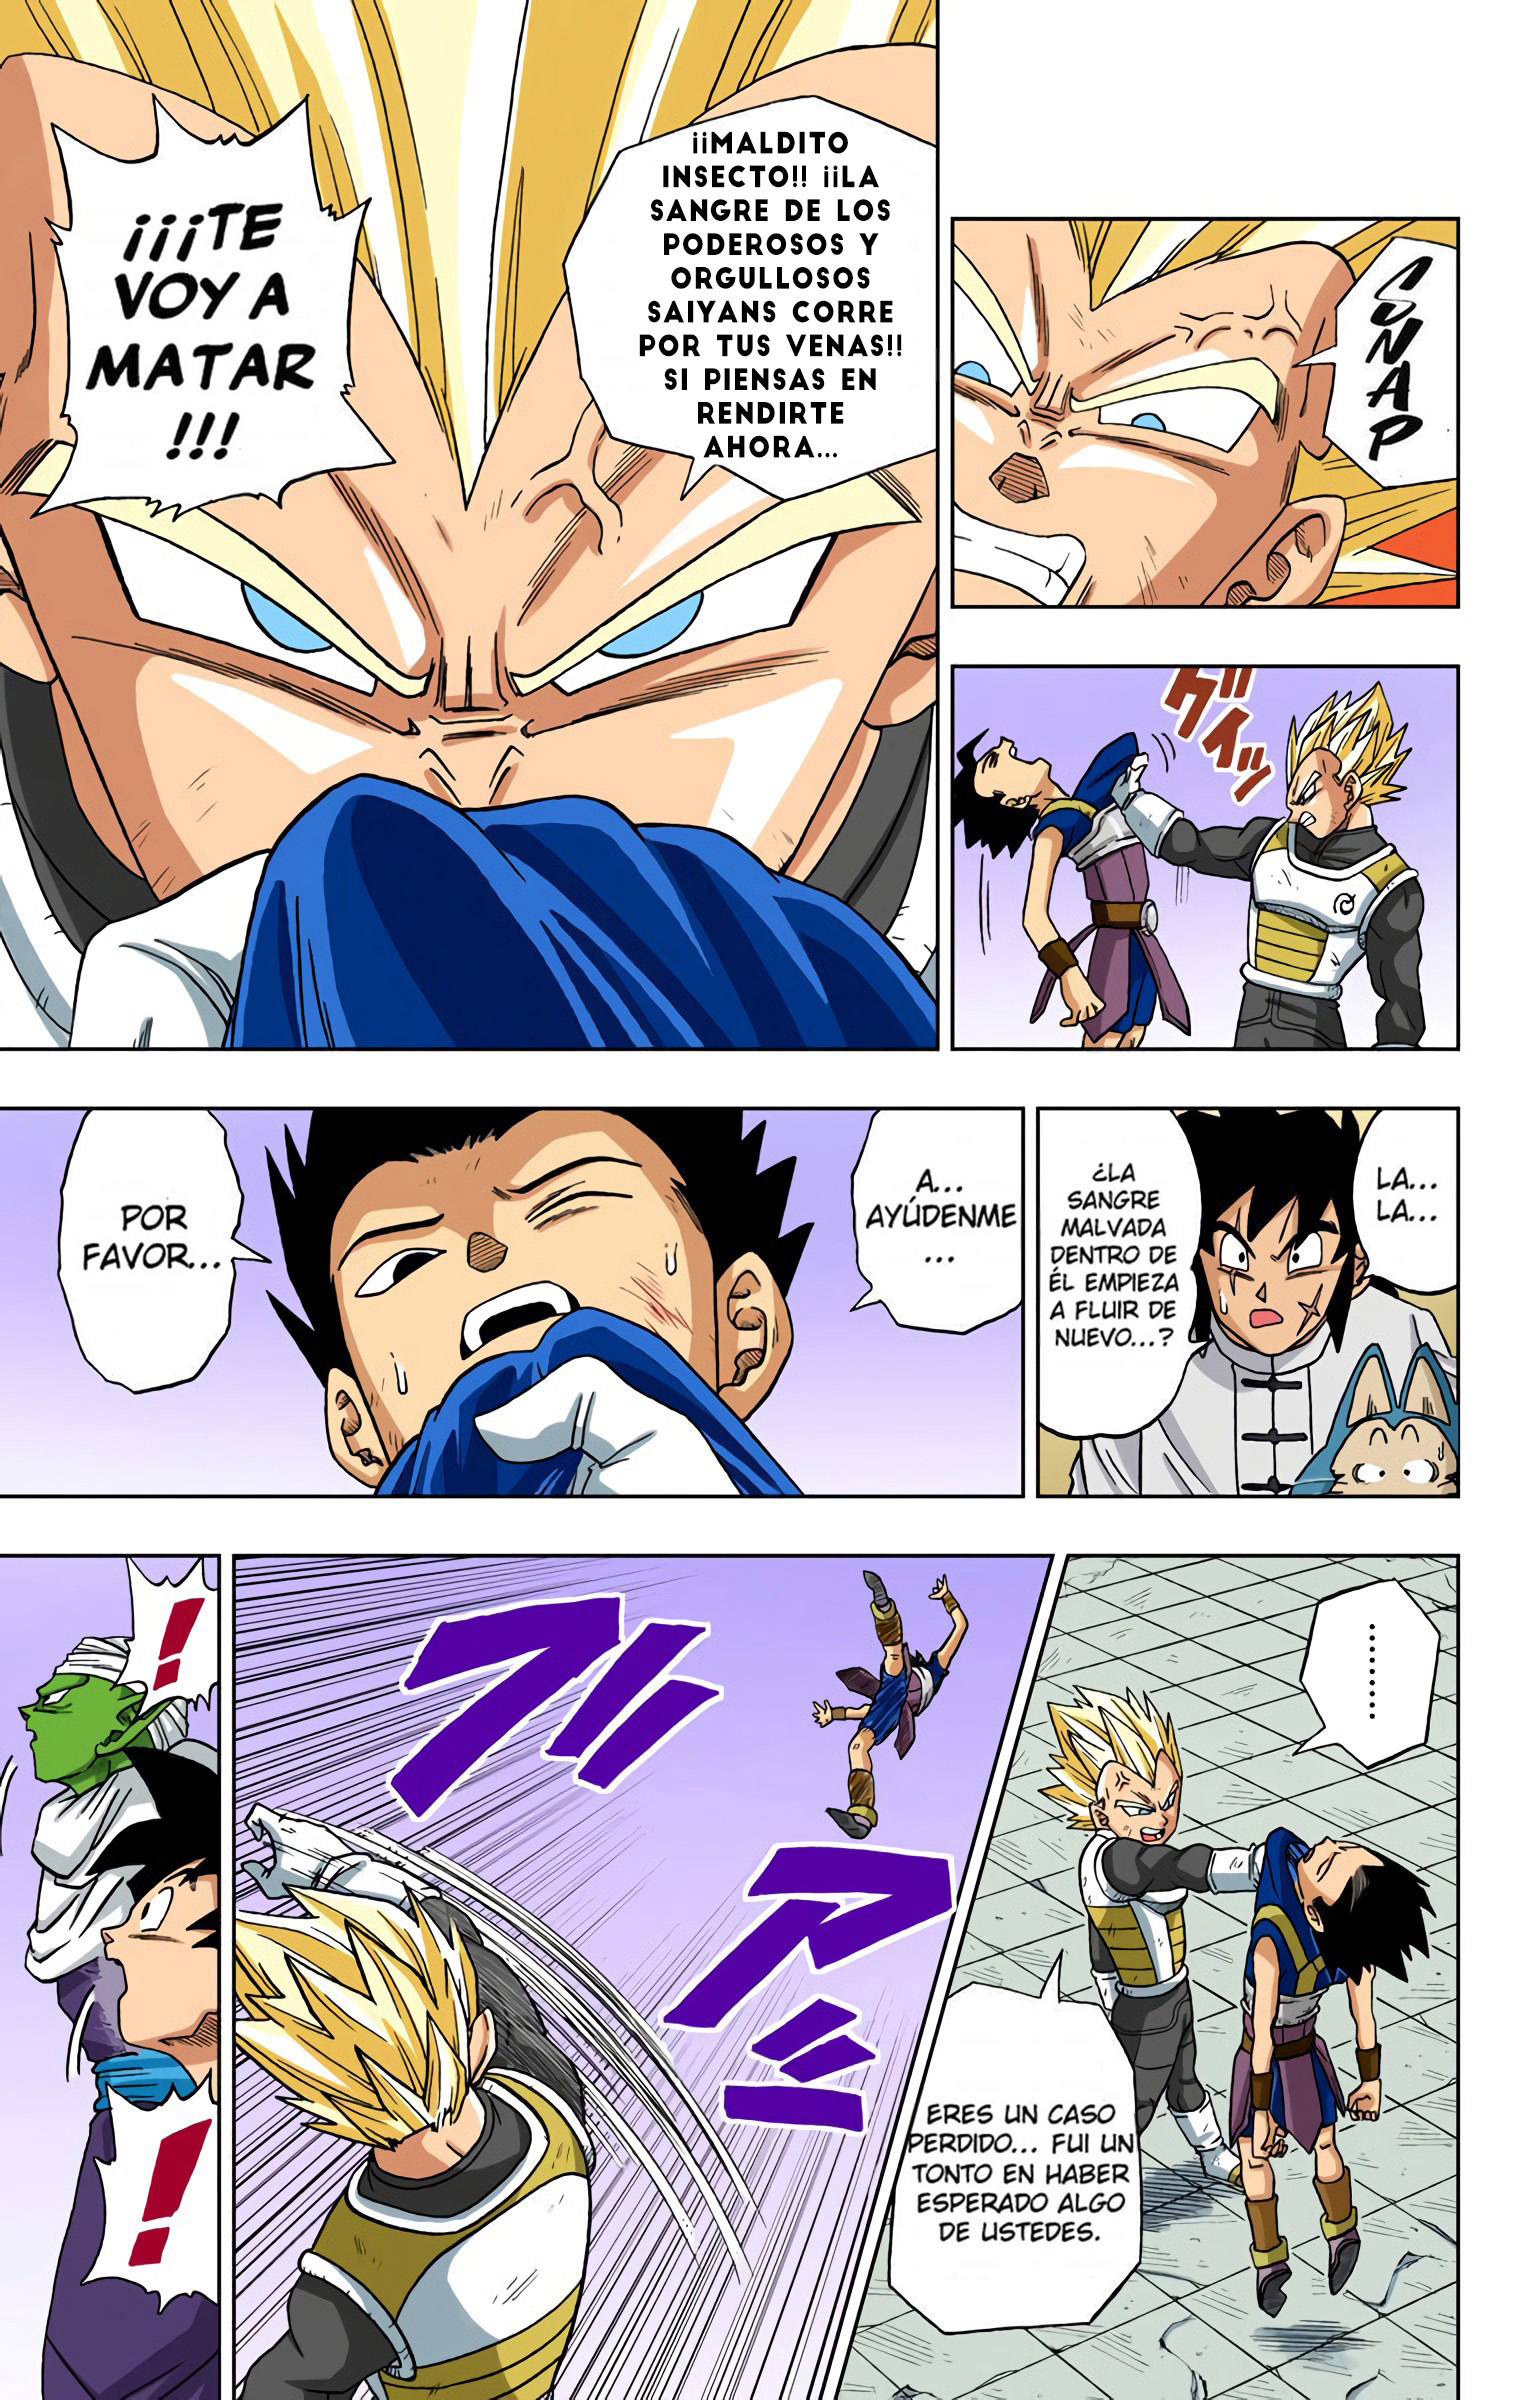 SNAP
グイッ
¡¡MALDITO
INSECTO!! ¡¡LA
SANGRE DE LOS
PODEROSOS Y
ORGULLOSOS
SAIYANS CORRE
POR TUS VENAS!!
SI PIENSAS EN
RENDIRTE
AHORA...
¡¡¡TE
VOY A
MATAR
!!!
LA...
LA...
¿LA
SANGRE
MALVADA
DENTRO DE
ÉL EMPIEZA
A FLUIR DE
NUEVO...?
A...
AYÚDENME
...
POR
FAVOR...
.........
ERES UN CASO
PERDIDO... FUI UN
TONTO EN HABER
ESPERADO ALGO
DE USTEDES.
ブアッ
!
!